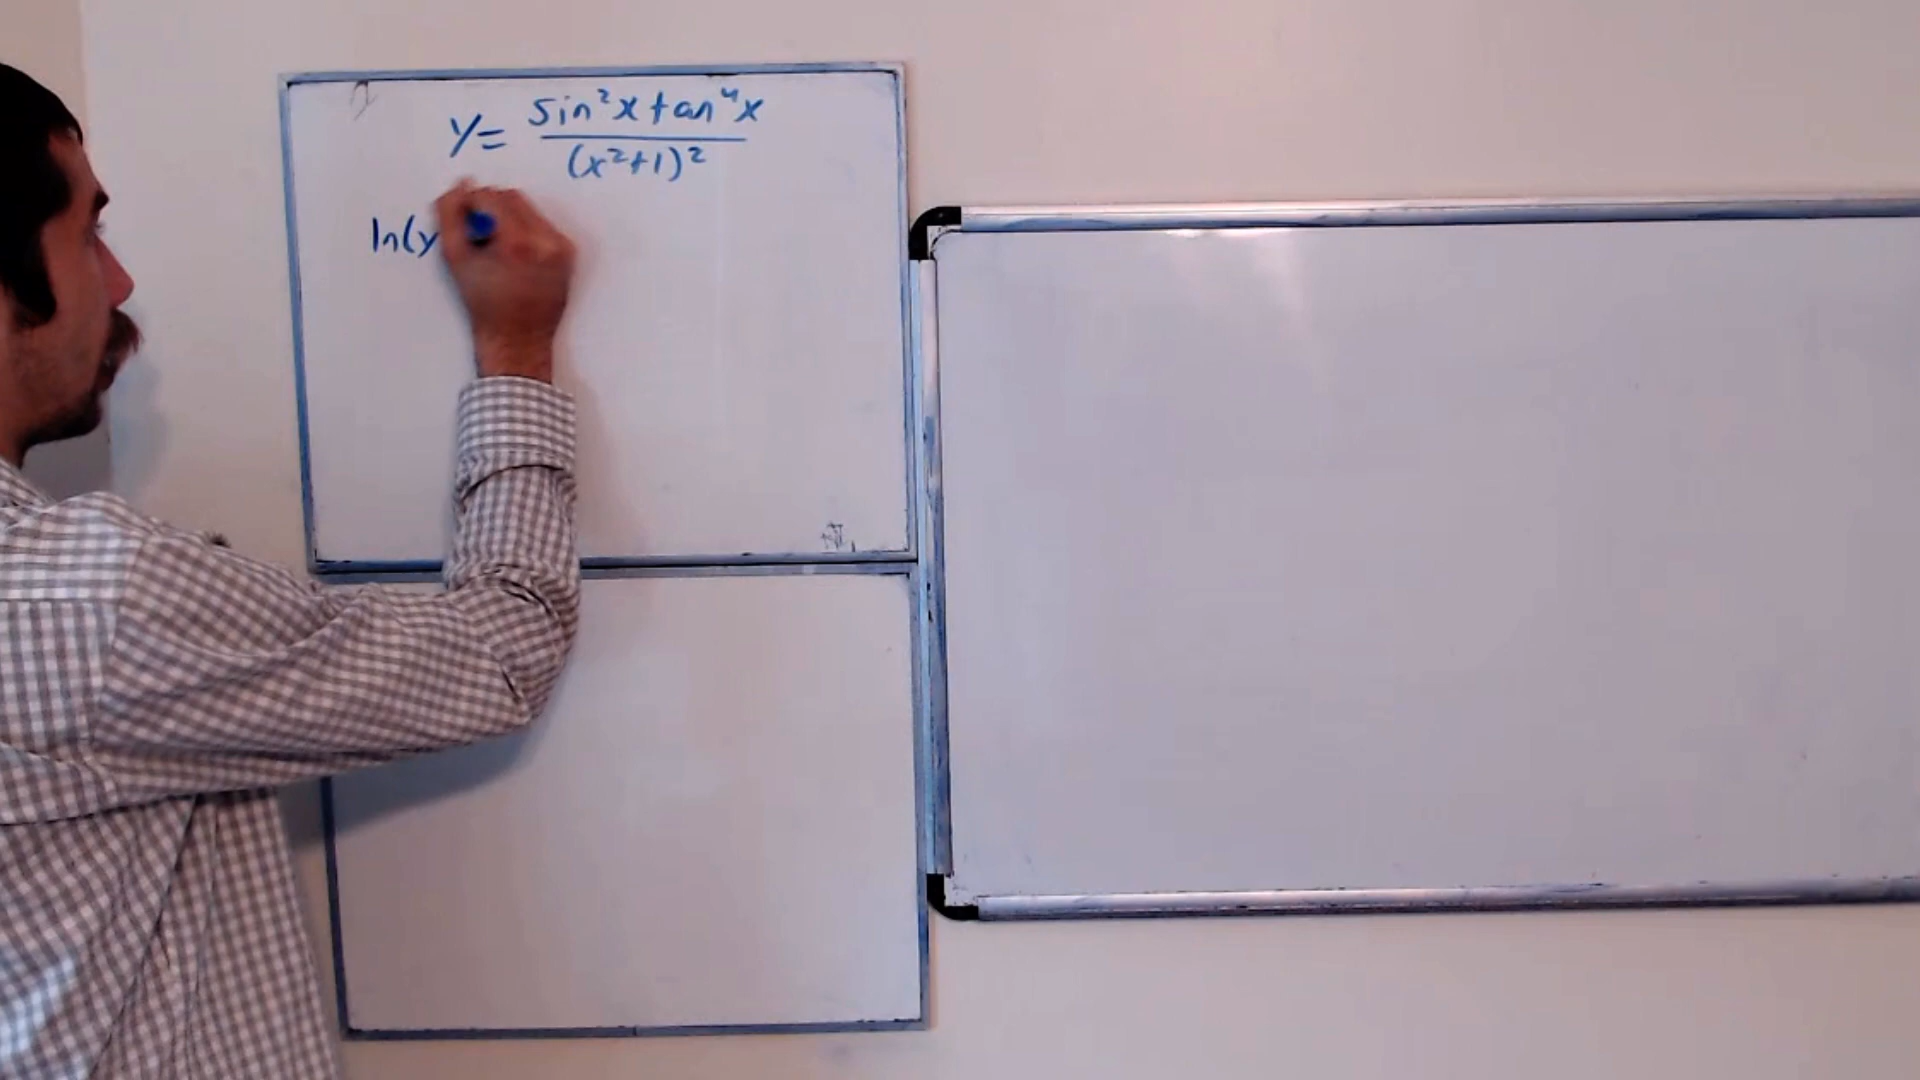 y = sin²x tan⁴x / (x²+1)²
ln(y